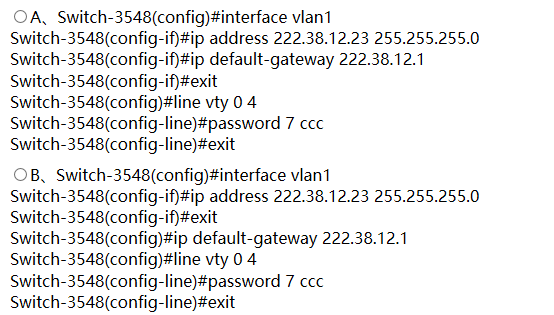 A、Switch-3548(config)#interface vlan1
Switch-3548(config-if)#ip address 222.38.12.23 255.255.255.0
Switch-3548(config-if)#ip default-gateway 222.38.12.1
Switch-3548(config-if)#exit
Switch-3548(config)#line vty 0 4
Switch-3548(config-line)#password 7 ccc
Switch-3548(config-line)#exit
B、Switch-3548(config)#interface vlan1
Switch-3548(config-if)#ip address 222.38.12.23 255.255.255.0
Switch-3548(config-if)#exit
Switch-3548(config)#ip default-gateway 222.38.12.1
Switch-3548(config)#line vty 0 4
Switch-3548(config-line)#password 7 ccc
Switch-3548(config-line)#exit